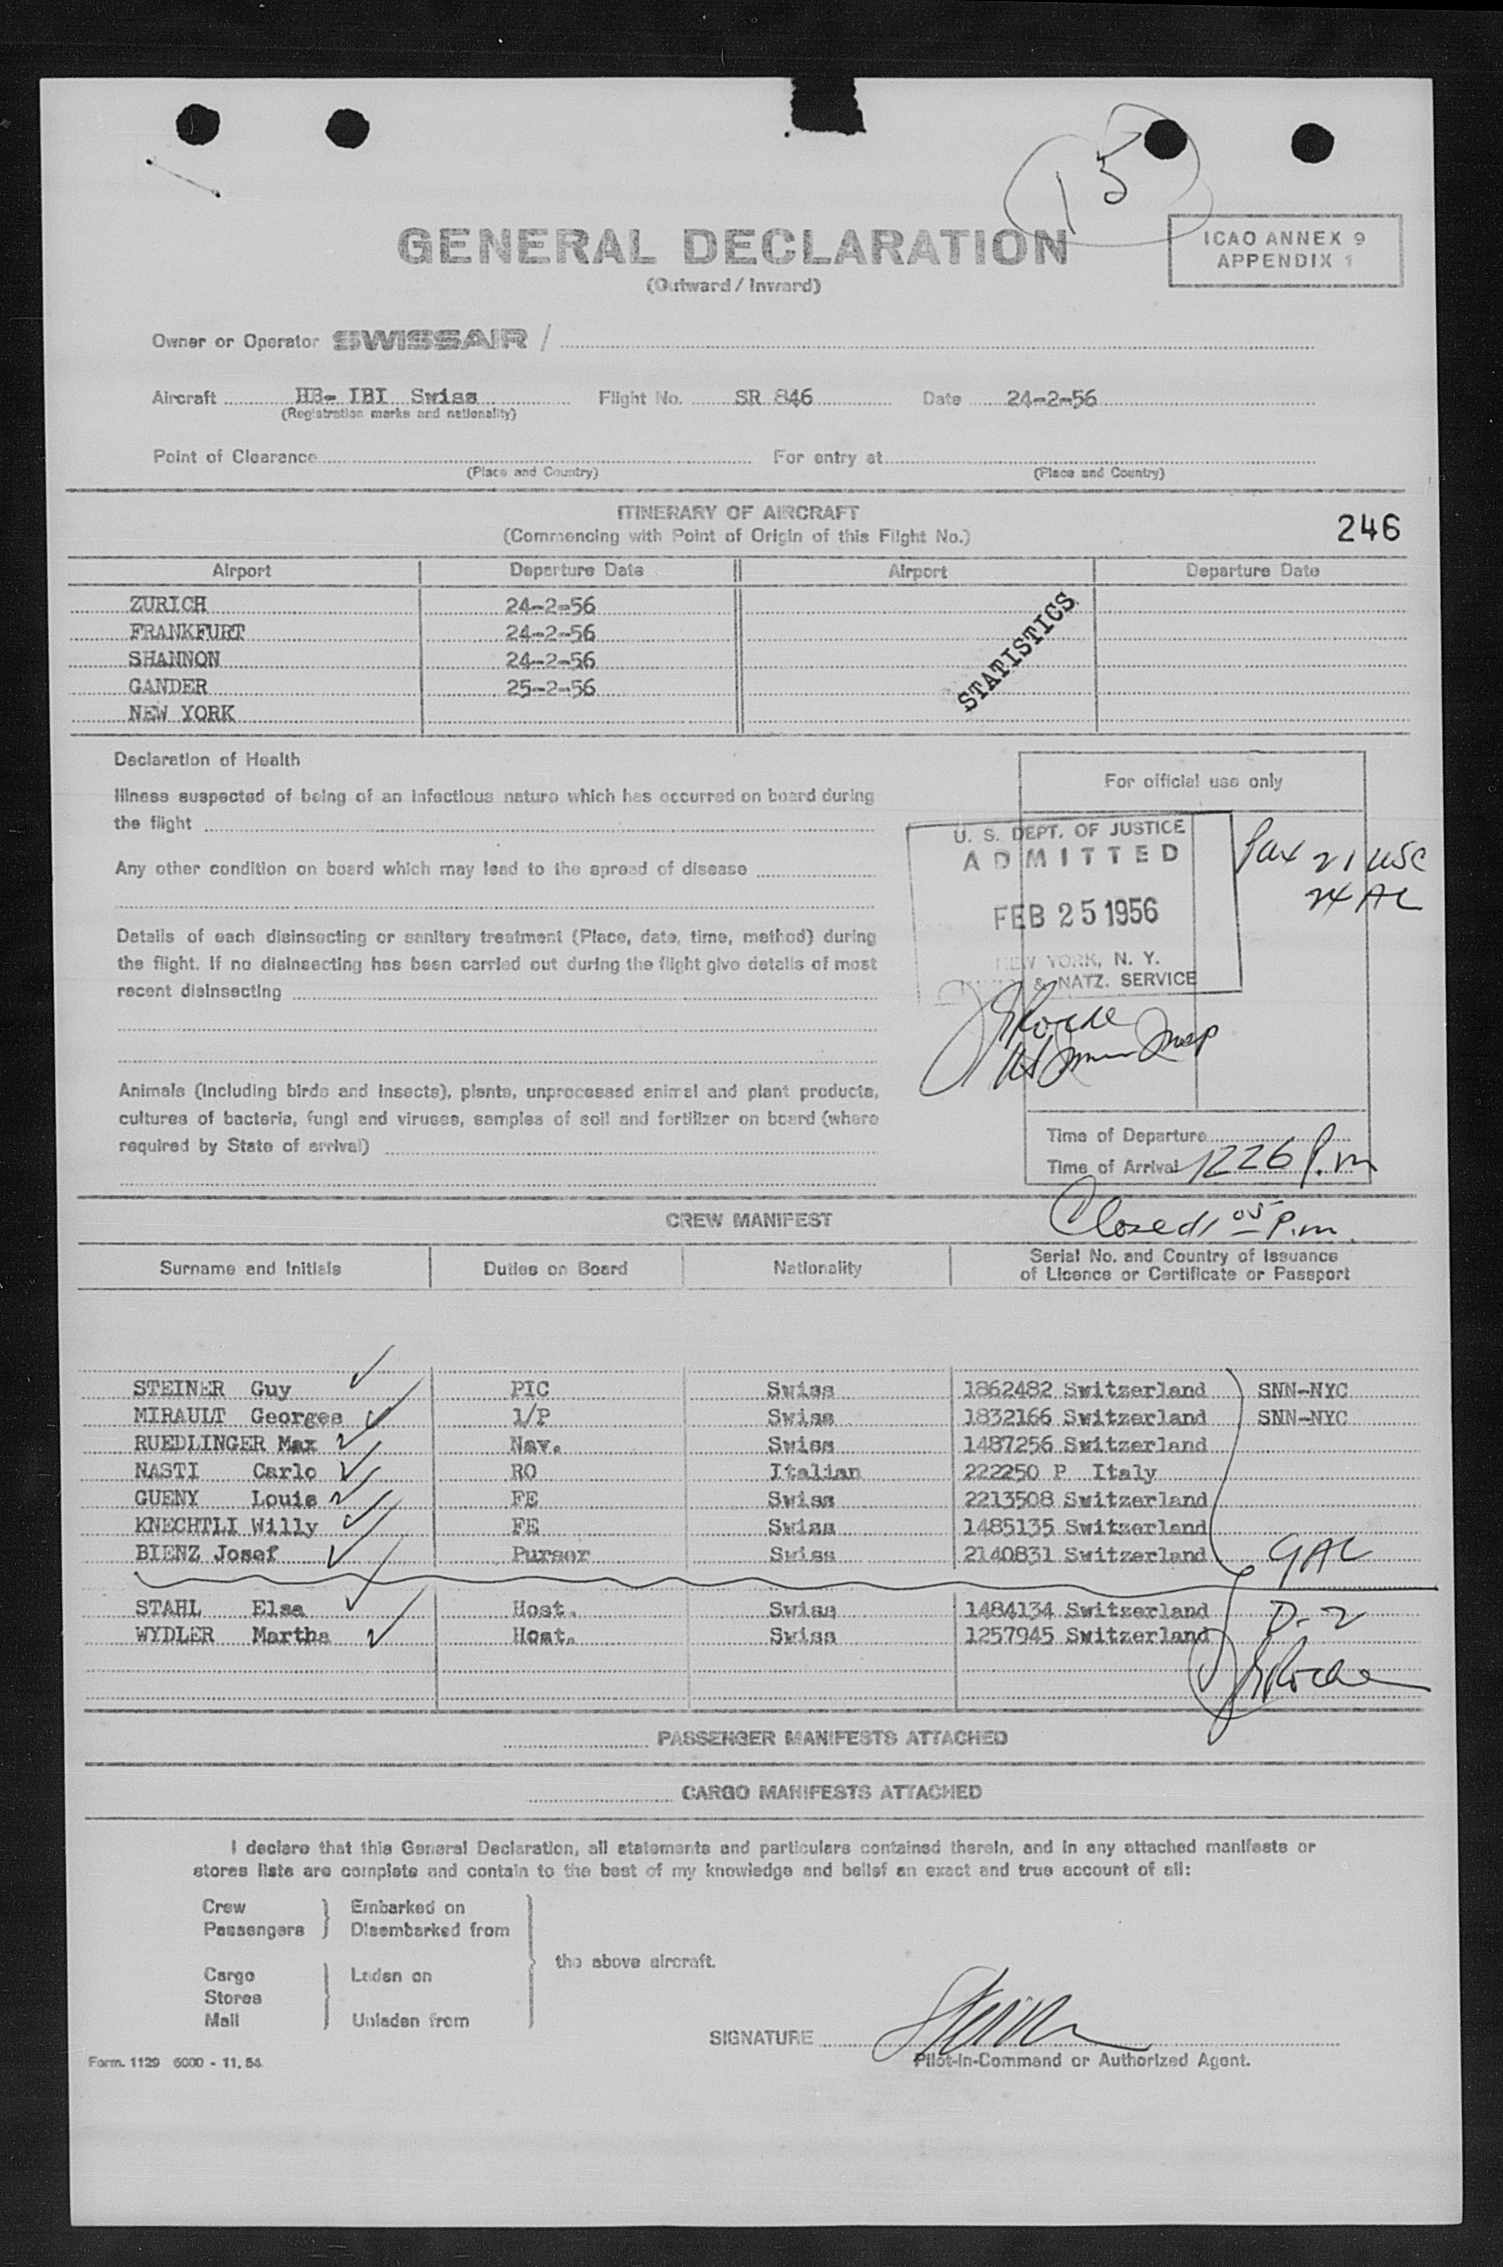 15
GENERAL DECLARATION
(Outward / Inward)
ICAO ANNEX 9
APPENDIX 1
Owner or Operator SWISSAIR /
Aircraft HB- IBI Swiss Flight No. SR 846 Date 24-2-56
(Registration marks and nationality)
Point of Clearance For entry at
(Place and Country) (Place and Country)
ITINERARY OF AIRCRAFT
(Commencing with Point of Origin of this Flight No.)
246
Airport Departure Date Airport Departure Date
ZURICH 24-2-56
FRANKFURT 24-2-56
SHANNON 24-2-56
GANDER 25-2-56
NEW YORK
STATISTICS
Declaration of Health
Illness suspected of being of an infectious nature which has occurred on board during
the flight
Any other condition on board which may lead to the spread of disease
Details of each disinsecting or sanitary treatment (Place, date, time, method) during
the flight. If no disinsecting has been carried out during the flight give details of most
recent disinsecting
Animals (including birds and insects), plants, unprocessed animal and plant products,
cultures of bacteria, fungi and viruses, samples of soil and fertilizer on board (where
required by State of arrival)
For official use only
U. S. DEPT. OF JUSTICE
ADMITTED
FEB 25 1956
NEW YORK, N. Y.
& NATZ. SERVICE
Pax 21 USC
24 AL
Time of Departure
Time of Arrival 1226 P.m
Closed 1 05 P.m.
CREW MANIFEST
Surname and Initials Duties on Board Nationality Serial No. and Country of Issuance
of Licence or Certificate or Passport
STEINER Guy PIC Swiss 1862482 Switzerland SNN-NYC
MIRAULT Georges 1/P Swiss 1832166 Switzerland SNN-NYC
RUEDLINGER Max Nav. Swiss 1487256 Switzerland
NASTI Carlo RO Italian 222250 P Italy
GUENY Louis FE Swiss 2213508 Switzerland
KNECHTLI Willy FE Swiss 1485135 Switzerland
BIENZ Josef Purser Swiss 2140831 Switzerland 9AL
STAHL Elsa Host. Swiss 1484134 Switzerland D-2
WYDLER Martha Host. Swiss 1257945 Switzerland
PASSENGER MANIFESTS ATTACHED
CARGO MANIFESTS ATTACHED
I declare that this General Declaration, all statements and particulars contained therein, and in any attached manifests or
stores lists are complete and contain to the best of my knowledge and belief an exact and true account of all:
Crew Embarked on
Passengers Disembarked from
the above aircraft.
Cargo Laden on
Stores
Mail Unladen from
SIGNATURE
Pilot-in-Command or Authorized Agent.
Form. 1129 6000 - 11. 54